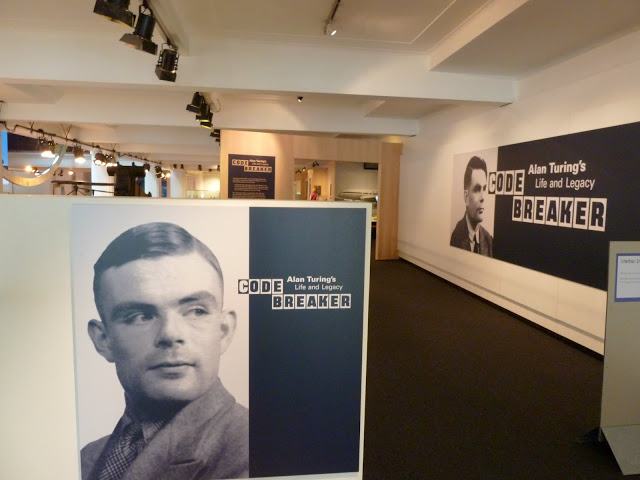 CODE
BREAKER
Alan Turing's
Life and Legacy
CODE
BREAKER
Alan Turing's
Life and Legacy
CODE
BREAKER